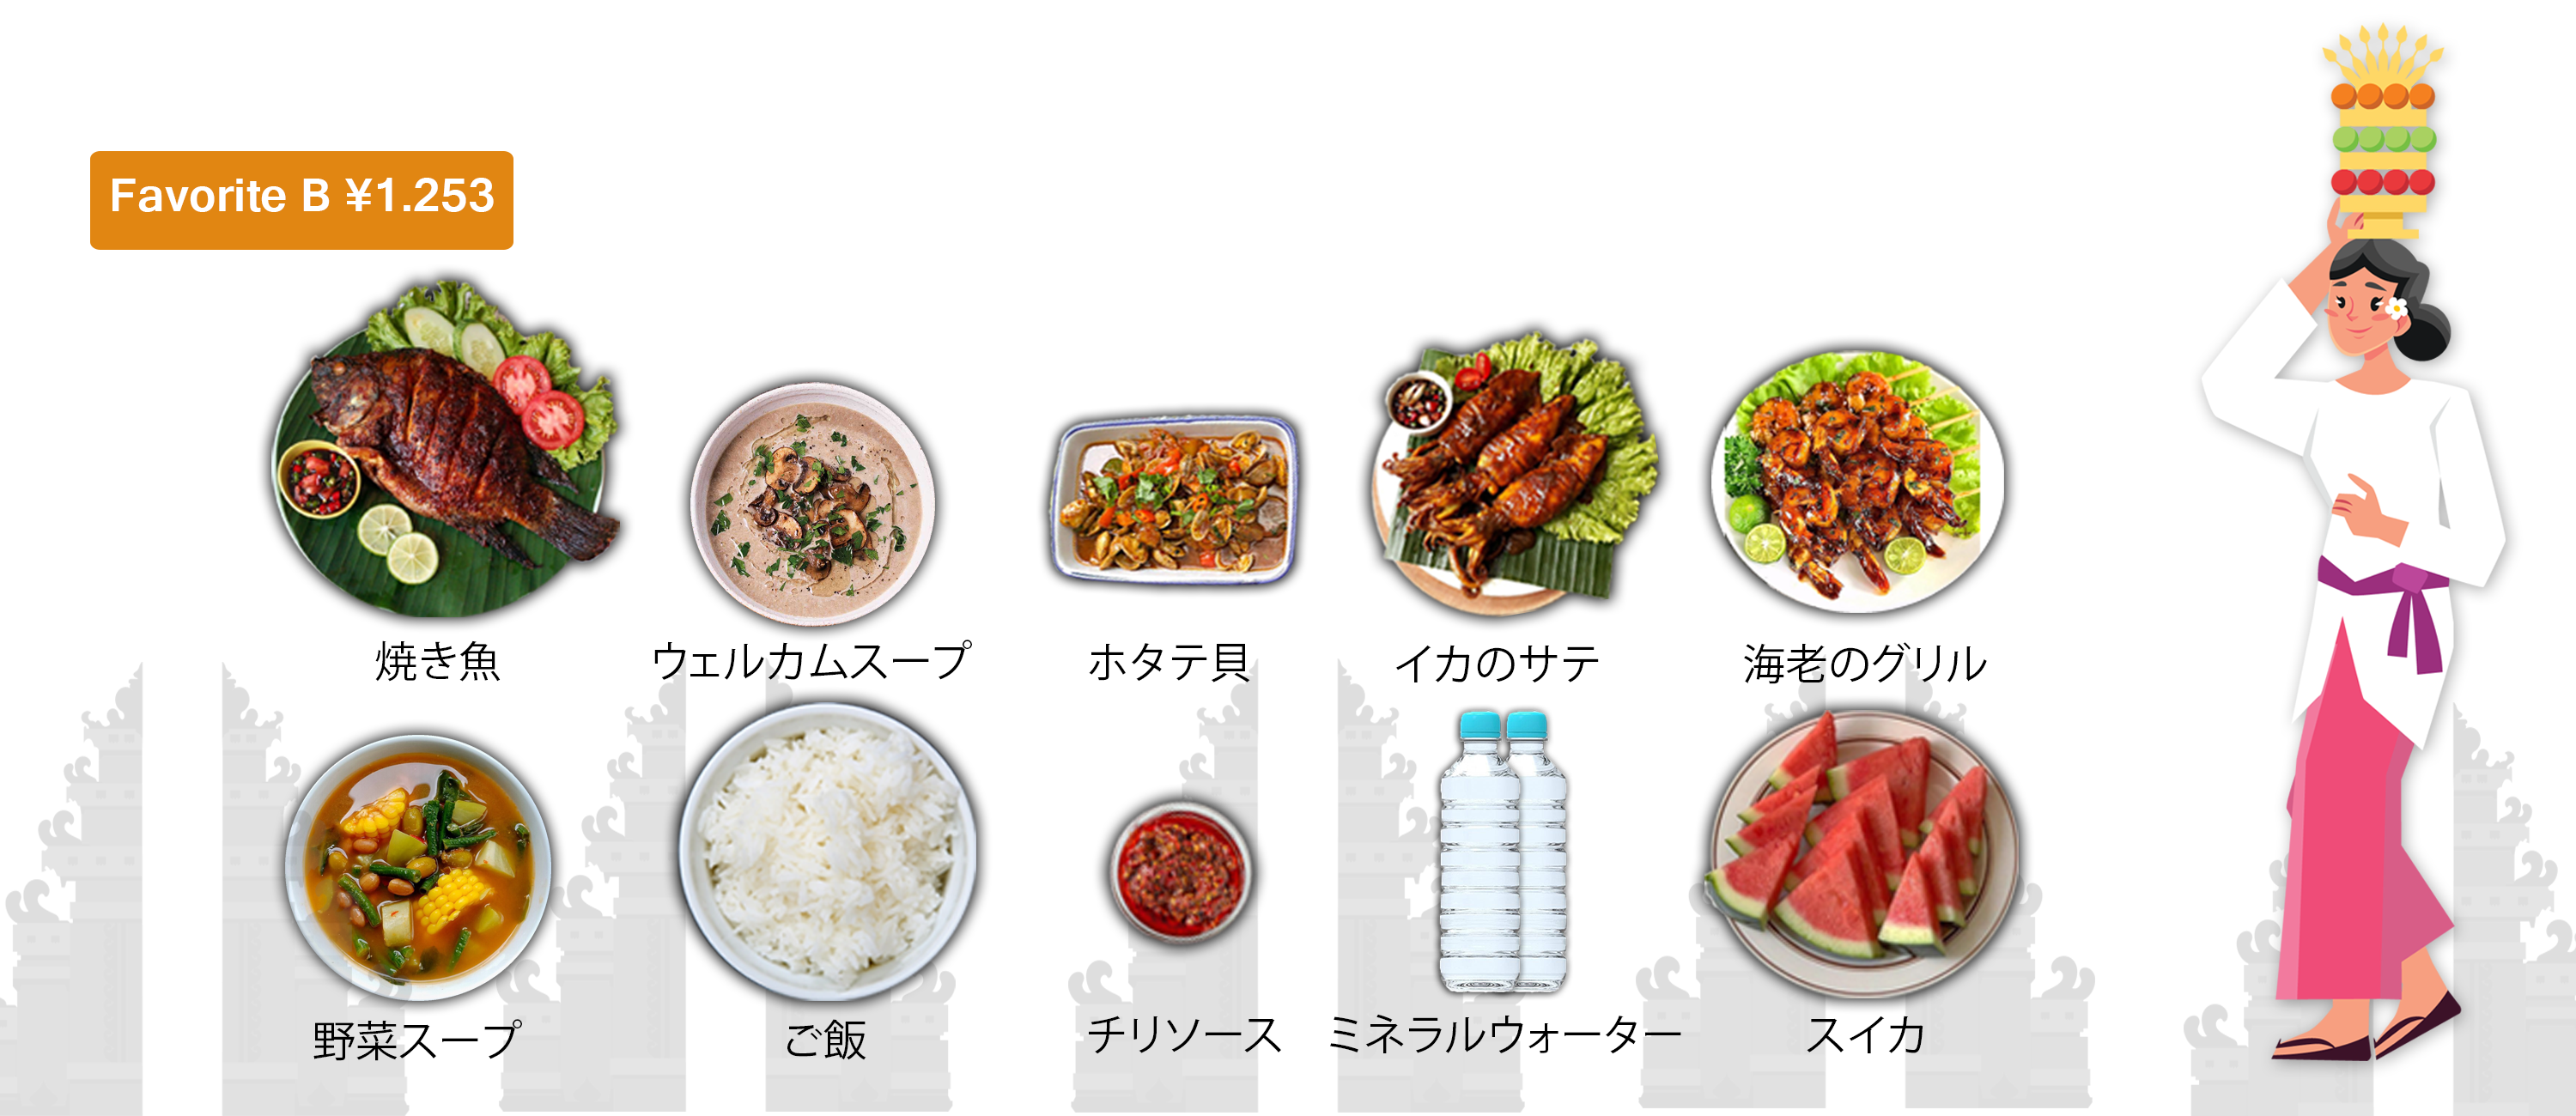 Favorite B ¥1.253
焼き魚
ウェルカムスープ
ホタテ貝
イカのサテ
海老のグリル
野菜スープ
ご飯
チリソース
ミネラルウォーター
スイカ